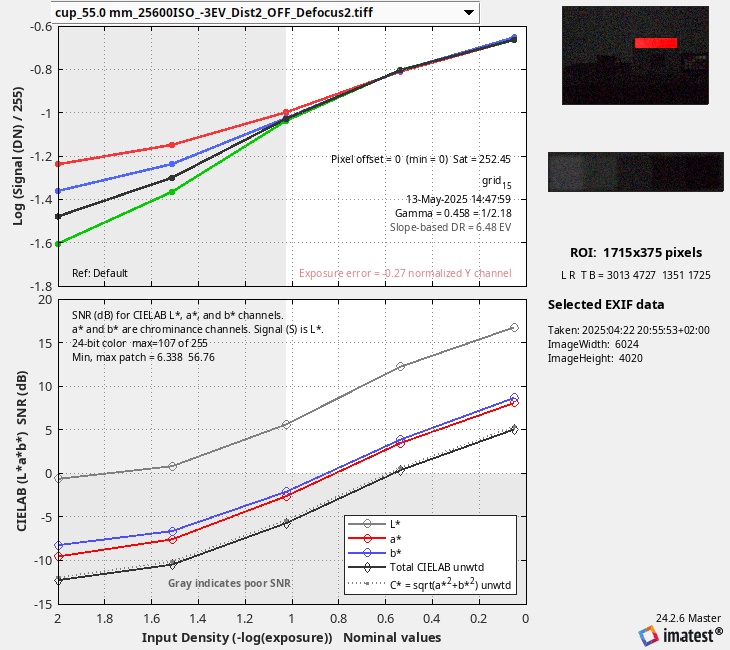 cup_55.0 mm_25600ISO_-3EV_Dist2_OFF_Defocus2.tiff
Log (Signal (DN) / 255)
-0.6
-0.8
-1
-1.2
-1.4
-1.6
-1.8
Pixel offset = 0 (min = 0) Sat = 252.45
grid15
13-May-2025 14:47:59
Gamma = 0.458 = 1/2.18
Slope-based DR = 6.48 EV
Ref: Default
Exposure error = -0.27 normalized Y channel
CIELAB (L*a*b*) SNR (dB)
20
15
10
5
0
-5
-10
-15
SNR (dB) for CIELAB L*, a*, and b* channels.
a* and b* are chrominance channels. Signal (S) is L*.
24-bit color max=107 of 255
Min, max patch = 6.338 56.76
L*
a*
b*
Total CIELAB unwtd
C* = sqrt(a*2+b*2) unwtd
Gray indicates poor SNR
2 1.8 1.6 1.4 1.2 1 0.8 0.6 0.4 0.2 0
Input Density (-log(exposure)) Nominal values
ROI: 1715x375 pixels
L R T B = 3013 4727 1351 1725
Selected EXIF data
Taken: 2025:04:22 20:55:53+02:00
ImageWidth: 6024
ImageHeight: 4020
24.2.6 Master
imatest®